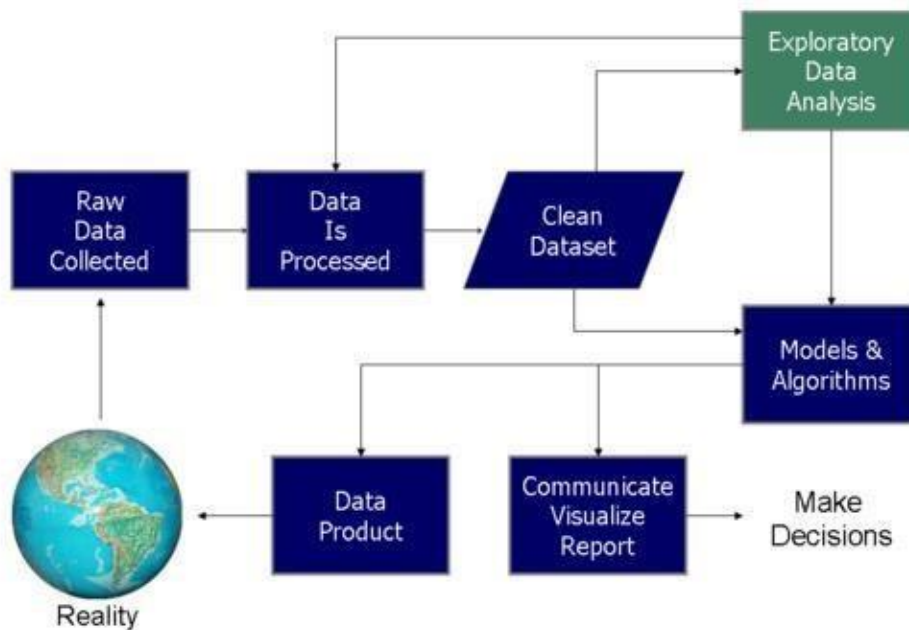 Exploratory
Data
Analysis
Raw
Data
Collected
Data
Is
Processed
Clean
Dataset
Models &
Algorithms
Data
Product
Communicate
Visualize
Report
Make
Decisions
Reality